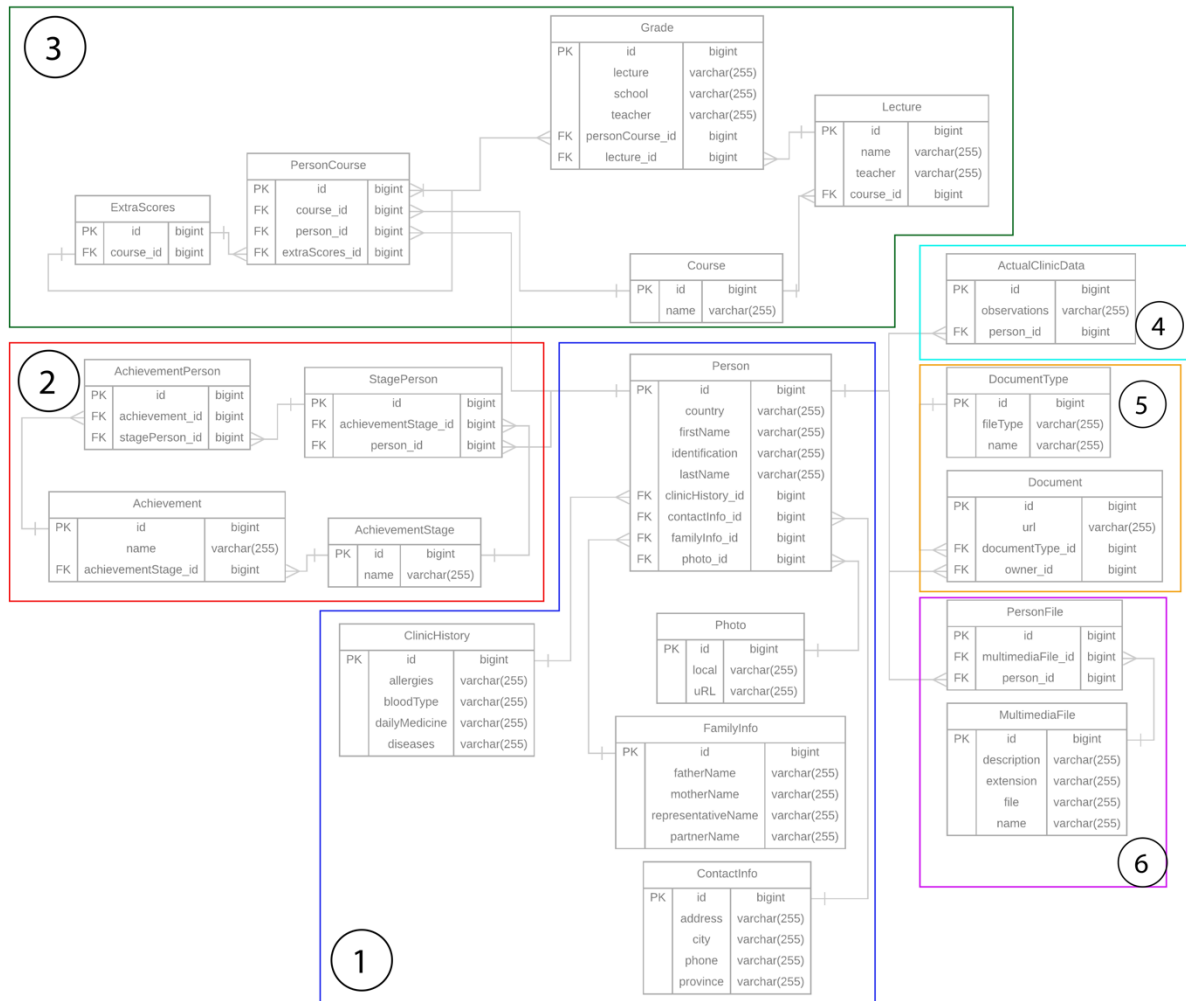 3
Grade
PK id bigint
lecture varchar(255)
school varchar(255)
teacher varchar(255)
FK personCourse_id bigint
FK lecture_id bigint
Lecture
PK id bigint
name varchar(255)
teacher varchar(255)
FK course_id bigint
PersonCourse
PK id bigint
FK course_id bigint
FK person_id bigint
FK extraScores_id bigint
ExtraScores
PK id bigint
FK course_id bigint
Course
PK id bigint
name varchar(255)
ActualClinicData
PK id bigint
observations varchar(255)
FK person_id bigint
4
2
AchievementPerson
PK id bigint
FK achievement_id bigint
FK stagePerson_id bigint
StagePerson
PK id bigint
FK achievementStage_id bigint
FK person_id bigint
Achievement
PK id bigint
name varchar(255)
FK achievementStage_id bigint
AchievementStage
PK id bigint
name varchar(255)
Person
PK id bigint
country varchar(255)
firstName varchar(255)
identification varchar(255)
lastName varchar(255)
FK clinicHistory_id bigint
FK contactInfo_id bigint
FK familyInfo_id bigint
FK photo_id bigint
DocumentType
PK id bigint
fileType varchar(255)
name varchar(255)
5
Document
PK id bigint
url varchar(255)
FK documentType_id bigint
FK owner_id bigint
ClinicHistory
PK id bigint
allergies varchar(255)
bloodType varchar(255)
dailyMedicine varchar(255)
diseases varchar(255)
Photo
PK id bigint
local varchar(255)
uRL varchar(255)
FamilyInfo
PK id bigint
fatherName varchar(255)
motherName varchar(255)
representativeName varchar(255)
partnerName varchar(255)
ContactInfo
PK id bigint
address varchar(255)
city varchar(255)
phone varchar(255)
province varchar(255)
1
PersonFile
PK id bigint
FK multimediaFile_id bigint
FK person_id bigint
MultimediaFile
PK id bigint
description varchar(255)
extension varchar(255)
file varchar(255)
name varchar(255)
6